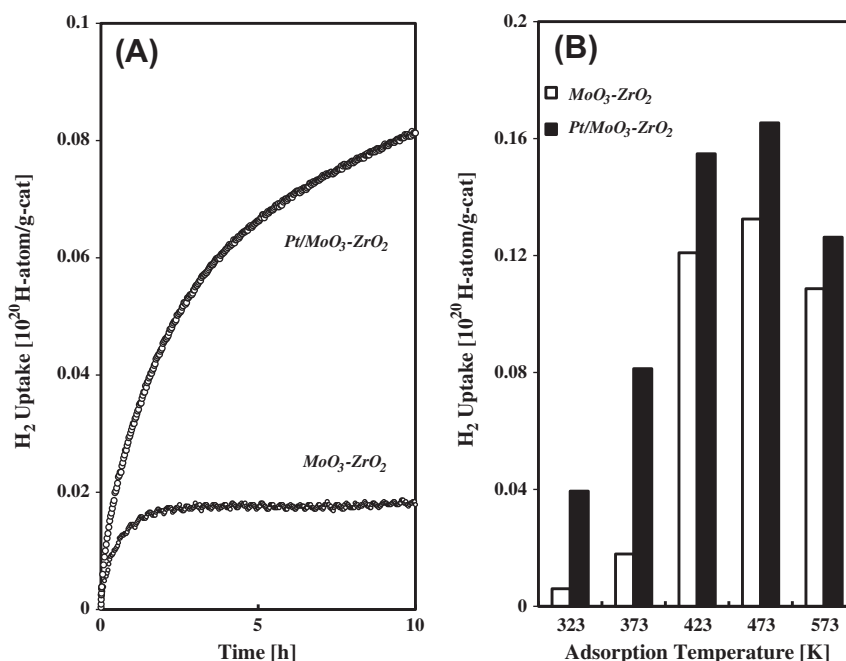 (A)
H2 Uptake [10^20 H-atom/g-cat]
0.1
0.08
0.06
0.04
0.02
0
Pt/MoO3-ZrO2
MoO3-ZrO2
0 5 10
Time [h]
(B)
H2 Uptake [10^20 H-atom/g-cat]
0.2
0.16
0.12
0.08
0.04
0
MoO3-ZrO2
Pt/MoO3-ZrO2
323 373 423 473 573
Adsorption Temperature [K]